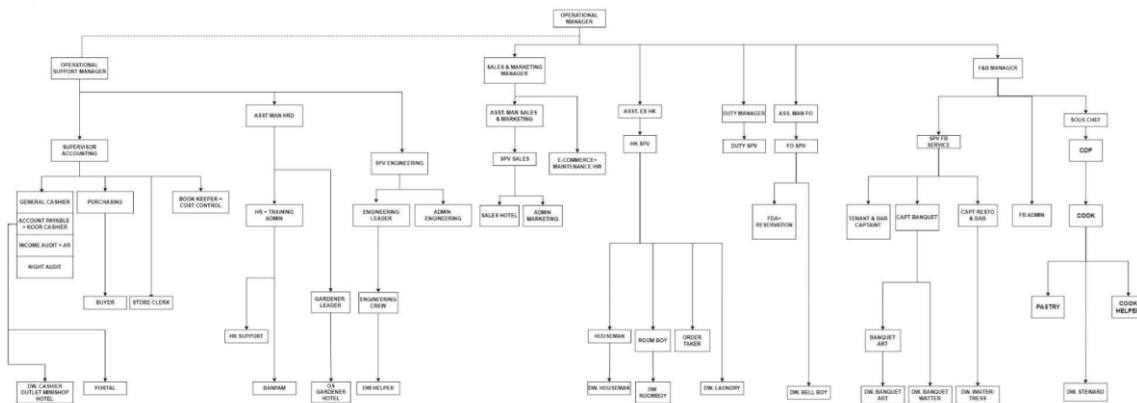 OPERATIONAL
MANAGER
OPERATIONAL
SUPPORT MANAGER
SALES & MARKETING
MANAGER
F&B MANAGER
ASST MAN HRD
ASST. MAN SALES
& MARKETING
ASST. EX HK
DUTY MANAGER
ASS. MAN FO
SOUS CHEF
SUPERVISOR
ACCOUNTING
SPV ENGINEERING
SPV SALES
E-COMMERCE+
MAINTENANCE HW
HK SPV
DUTY SPV
FO SPV
SPV FB
SERVICE
CDP
GENERAL CASHIER
PURCHASING
BOOK KEEPER +
COST CONTROL
ACCOUNT PAYABLE
+ KOOR CASHER
INCOME AUDIT + AR
NIGHT AUDIT
HR + TRAINING
ADMIN
ENGINEERING
LEADER
ADMIN
ENGINEERING
SALES HOTEL
ADMIN
MARKETING
FDA+
RESERVATION
TENANT & BAR
CAPTAINT
CAPT BANQUET
CAPT RESTO
& BAR
FB ADMIN
COOK
BUYER
STORE CLERK
GARDENER
LEADER
ENGINEERING
CREW
PASTRY
COOK
HELPER
HR SUPPORT
HOUSEMAN
ROOM BOY
ORDER
TAKER
BANQUET
ART
DW. CASHIER
OUTLET MINISHOP
HOTEL
PORTAL
BANPAM
OS
GARDENER
HOTEL
DW HELPER
DW. HOUSEMAN
DW
ROOMBOY
DW. LAUNDRY
DW. BELL BOY
DW. BANQUET
ART
DW. BANQUET
WATTER
DW. WAITER/
TRESS
DW. STEWARD